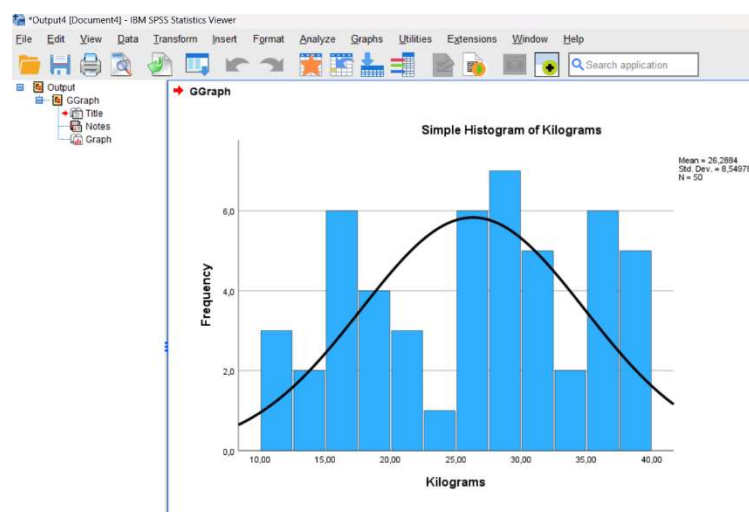 *Output4 [Document4] - IBM SPSS Statistics Viewer
File Edit View Data Transform Insert Format Analyze Graphs Utilities Extensions Window Help
Search application
Output
GGraph
Title
Notes
Graph
GGraph
Simple Histogram of Kilograms
Mean = 26,2884
Std. Dev. = 8,54978
N = 50
Frequency
6,0
4,0
2,0
0,0
10,00 15,00 20,00 25,00 30,00 35,00 40,00
Kilograms